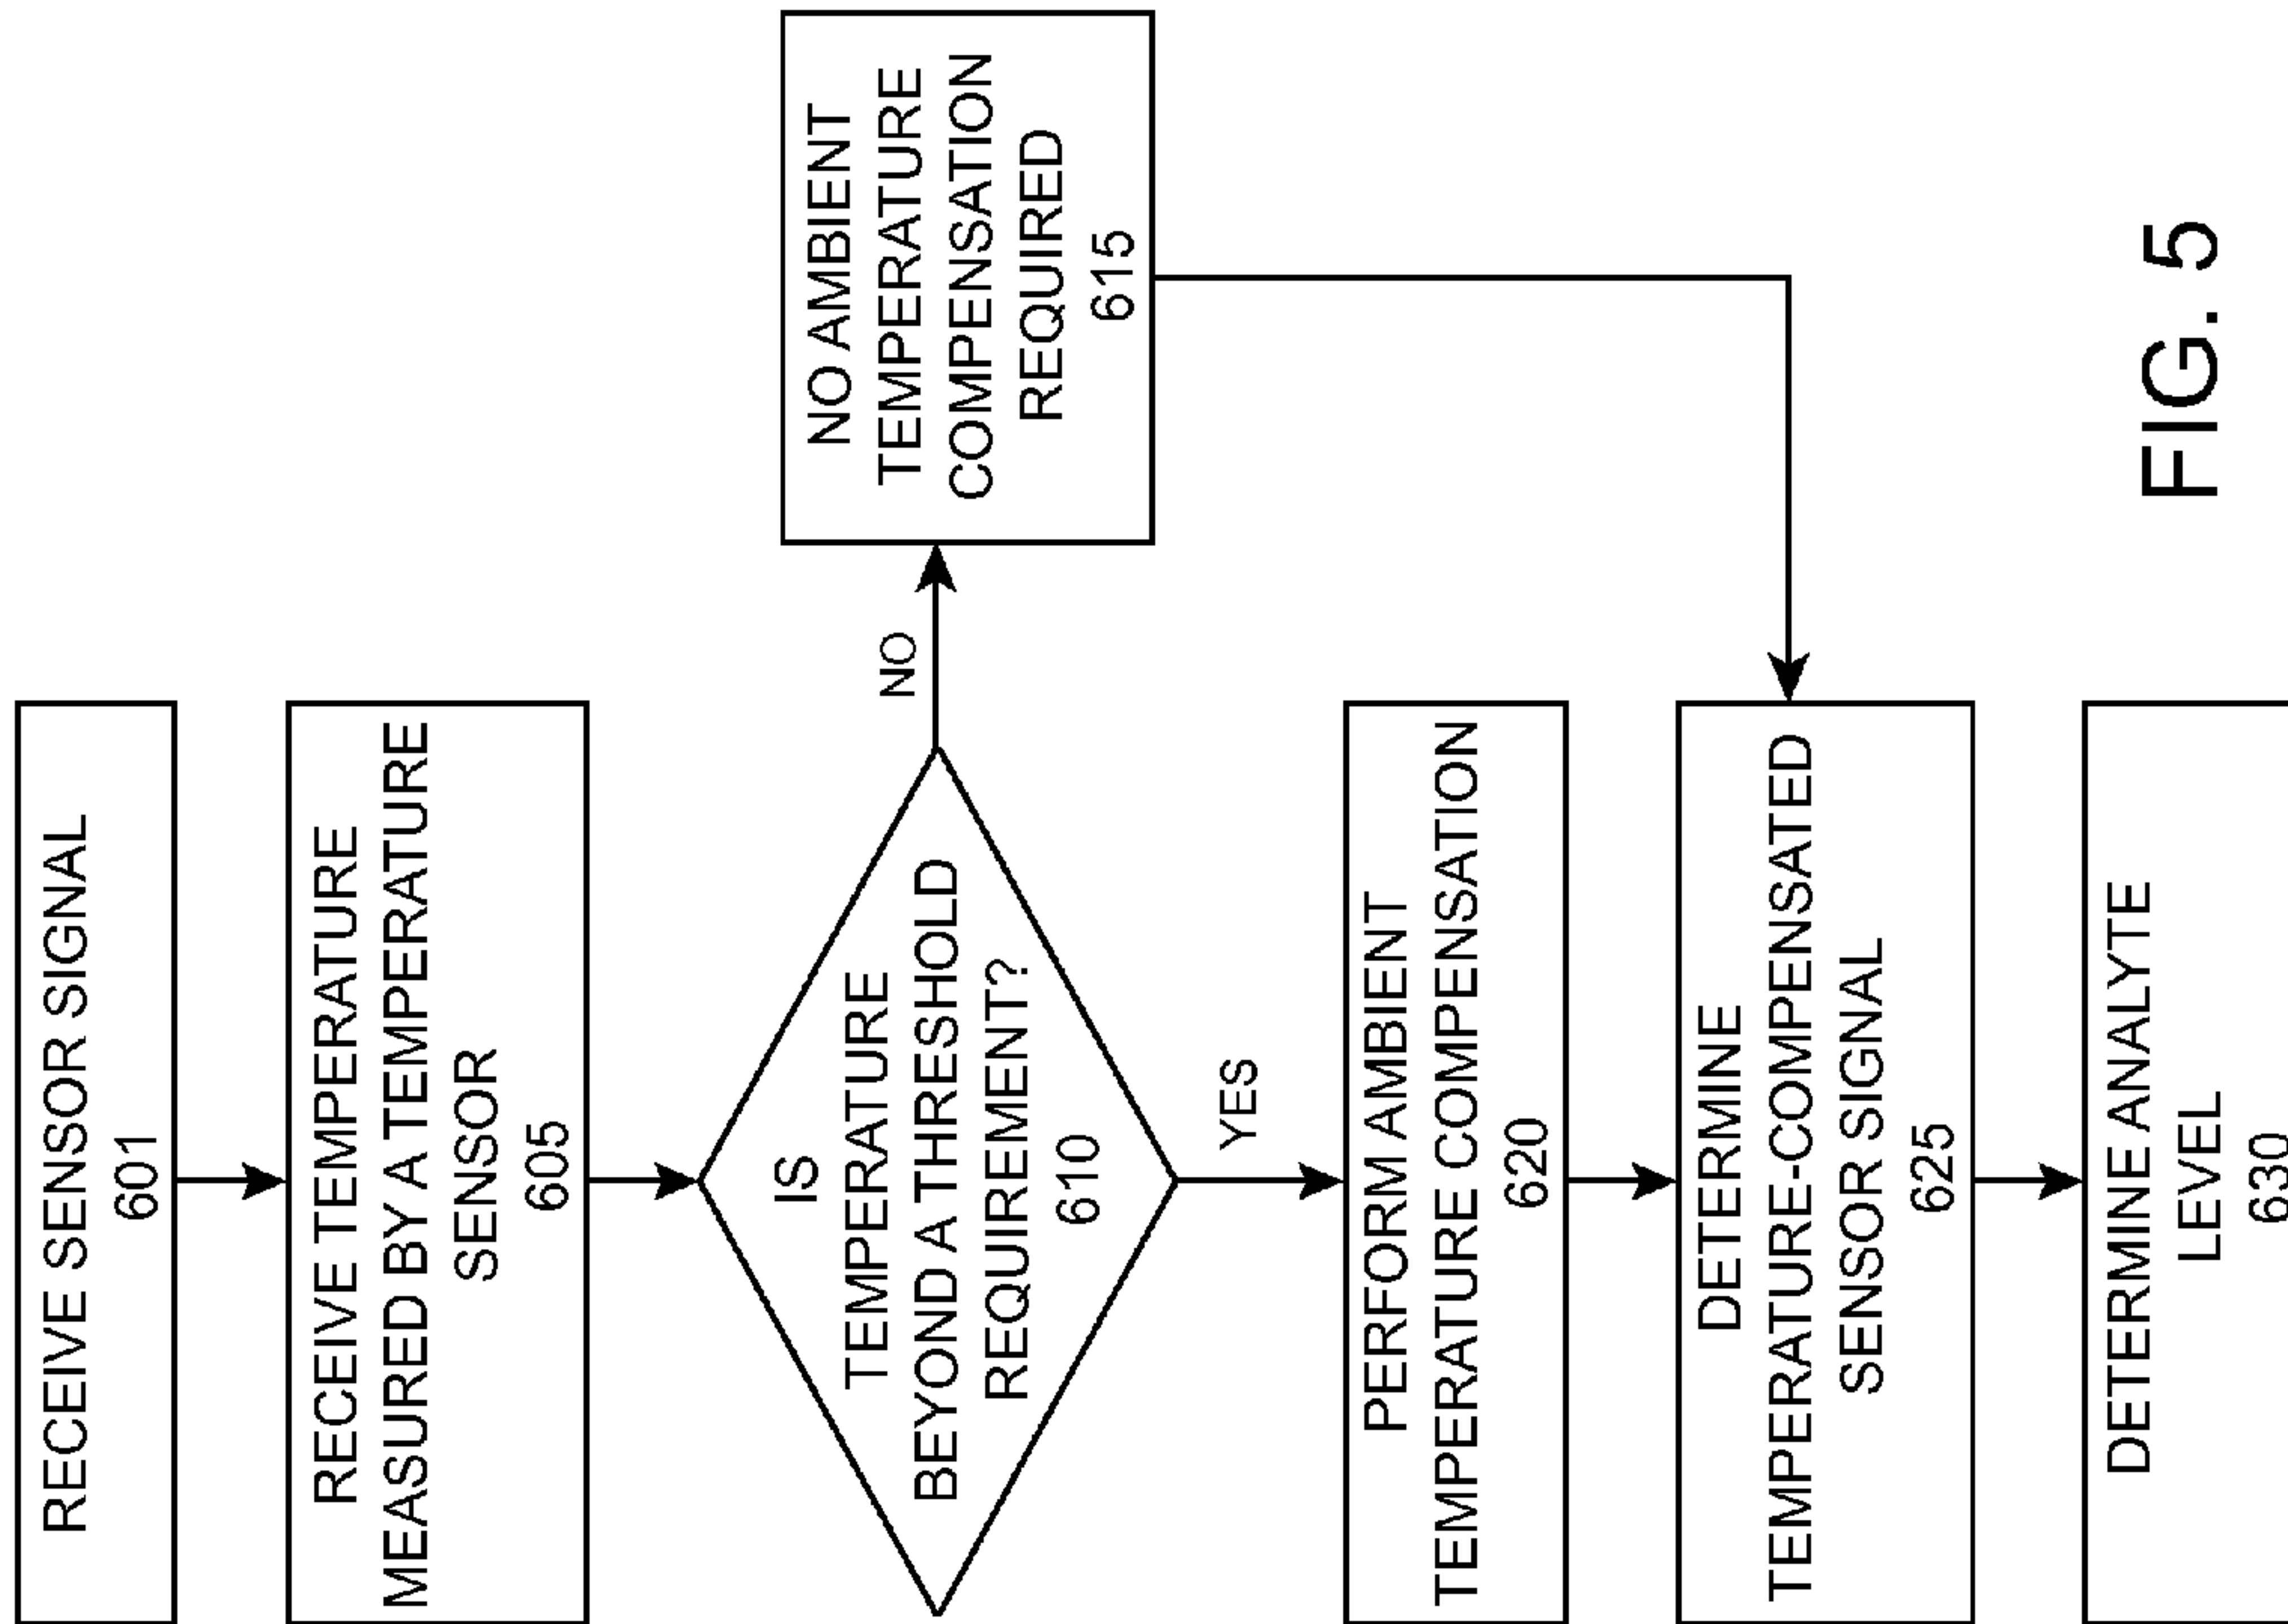 RECEIVE SENSOR SIGNAL
601
RECEIVE TEMPERATURE
MEASURED BY A TEMPERATURE
SENSOR
605
IS
TEMPERATURE
BEYOND A THRESHOLD
REQUIREMENT?
610
NO
NO AMBIENT
TEMPERATURE
COMPENSATION
REQUIRED
615
YES
PERFORM AMBIENT
TEMPERATURE COMPENSATION
620
DETERMINE
TEMPERATURE-COMPENSATED
SENSOR SIGNAL
625
DETERMINE ANALYTE
LEVEL
630
FIG. 5